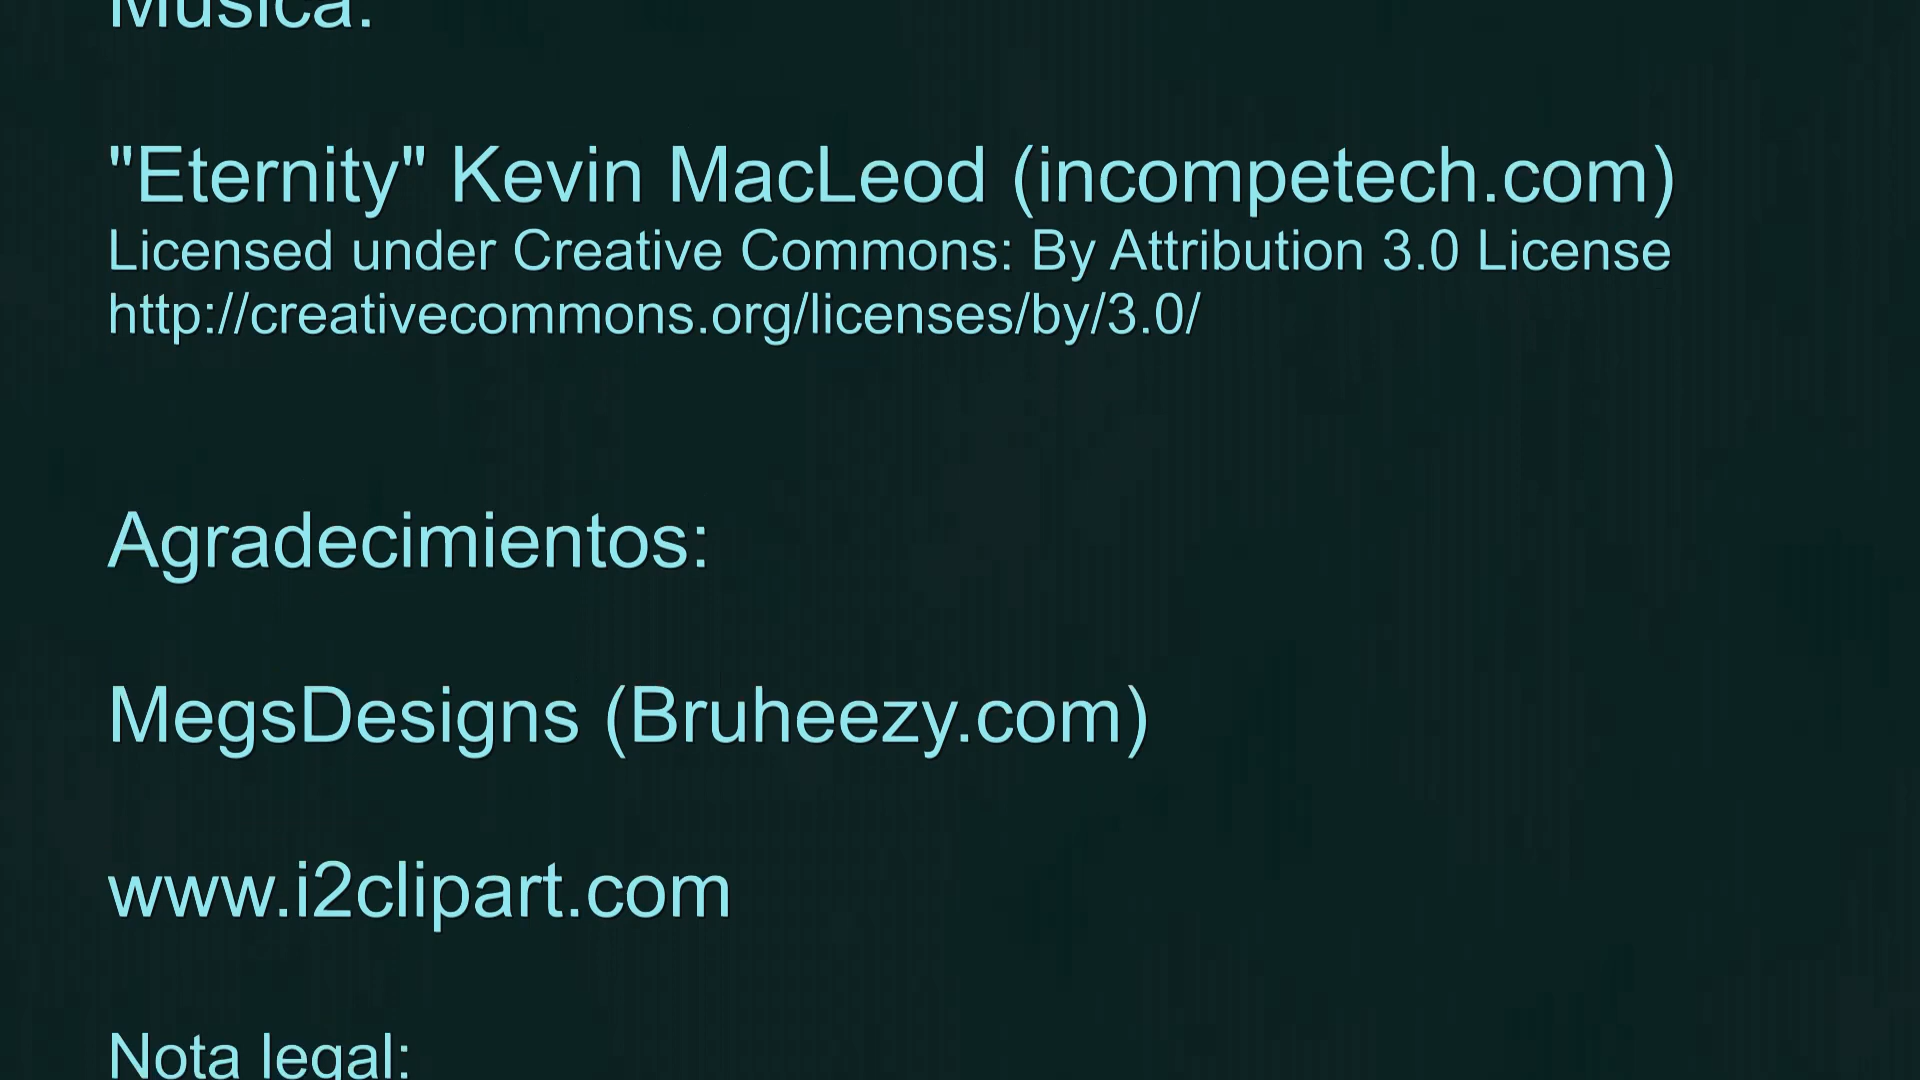 Musica:
"Eternity" Kevin MacLeod (incompetech.com)
Licensed under Creative Commons: By Attribution 3.0 License
http://creativecommons.org/licenses/by/3.0/
Agradecimientos:
MegsDesigns (Bruheezy.com)
www.i2clipart.com
Nota legal: